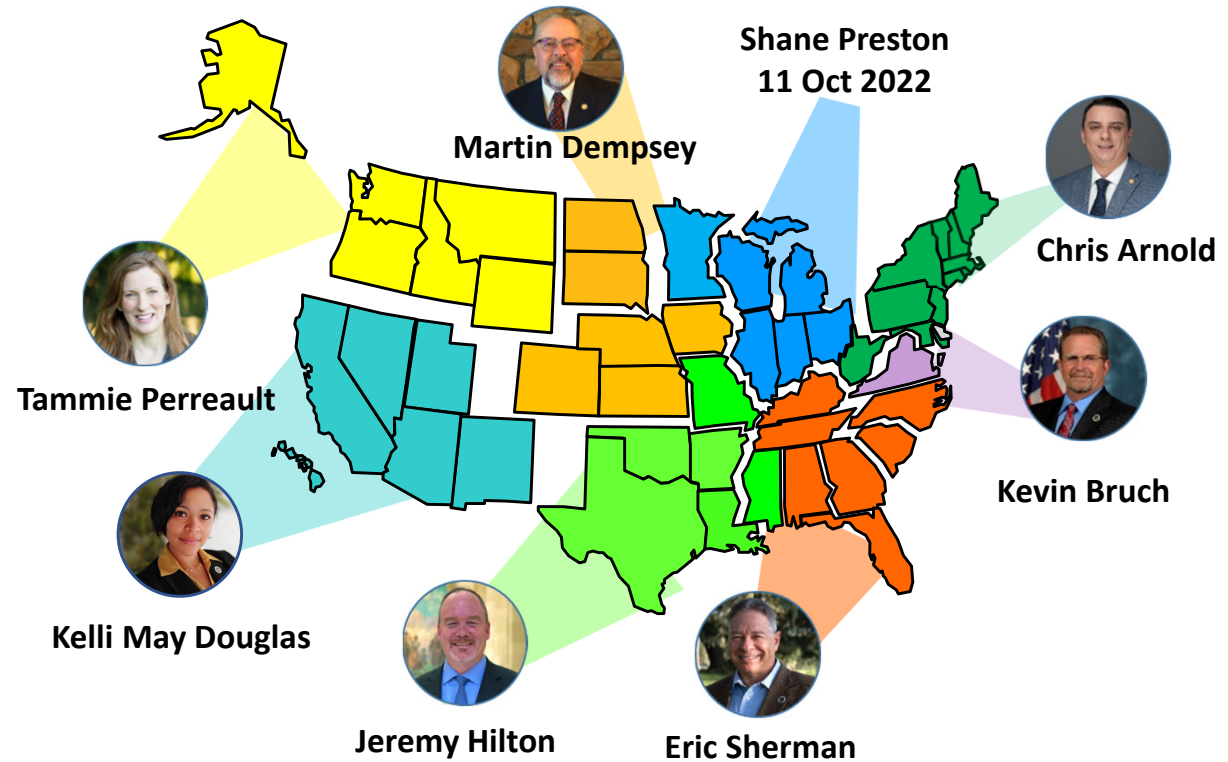 Shane Preston
11 Oct 2022
Martin Dempsey
Chris Arnold
Tammie Perreault
Kevin Bruch
Kelli May Douglas
Jeremy Hilton
Eric Sherman